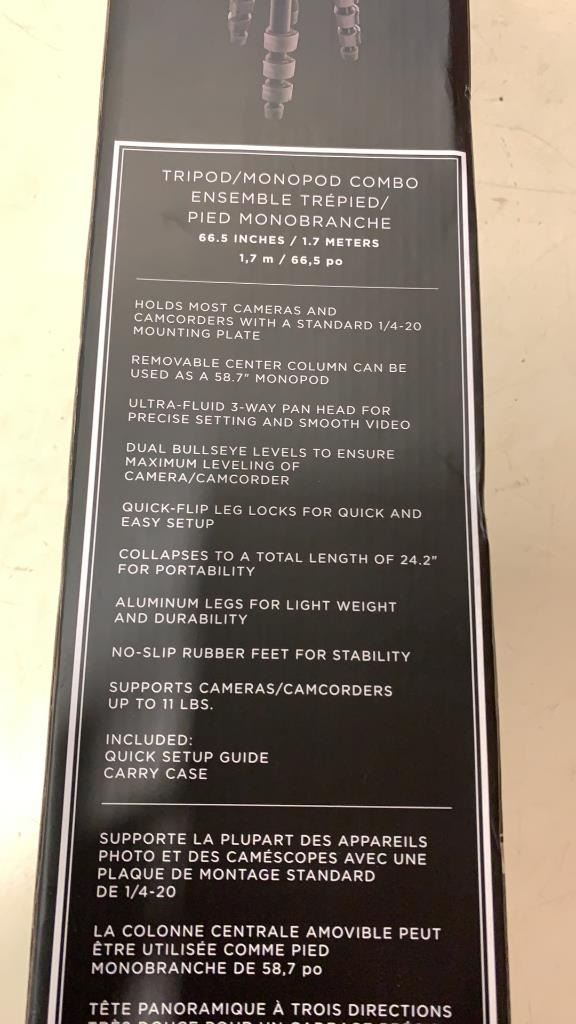 TRIPOD/MONOPOD COMBO
ENSEMBLE TRÉPIED/
PIED MONOBRANCHE
66.5 INCHES / 1.7 METERS
1,7 m / 66,5 po
HOLDS MOST CAMERAS AND
CAMCORDERS WITH A STANDARD 1/4-20
MOUNTING PLATE
REMOVABLE CENTER COLUMN CAN BE
USED AS A 58.7" MONOPOD
ULTRA-FLUID 3-WAY PAN HEAD FOR
PRECISE SETTING AND SMOOTH VIDEO
DUAL BULLSEYE LEVELS TO ENSURE
MAXIMUM LEVELING OF
CAMERA/CAMCORDER
QUICK-FLIP LEG LOCKS FOR QUICK AND
EASY SETUP
COLLAPSES TO A TOTAL LENGTH OF 24.2"
FOR PORTABILITY
ALUMINUM LEGS FOR LIGHT WEIGHT
AND DURABILITY
NO-SLIP RUBBER FEET FOR STABILITY
SUPPORTS CAMERAS/CAMCORDERS
UP TO 11 LBS.
INCLUDED:
QUICK SETUP GUIDE
CARRY CASE
SUPPORTE LA PLUPART DES APPAREILS
PHOTO ET DES CAMÉSCOPES AVEC UNE
PLAQUE DE MONTAGE STANDARD
DE 1/4-20
LA COLONNE CENTRALE AMOVIBLE PEUT
ÊTRE UTILISÉE COMME PIED
MONOBRANCHE DE 58,7 po
TÊTE PANORAMIQUE À TROIS DIRECTIONS